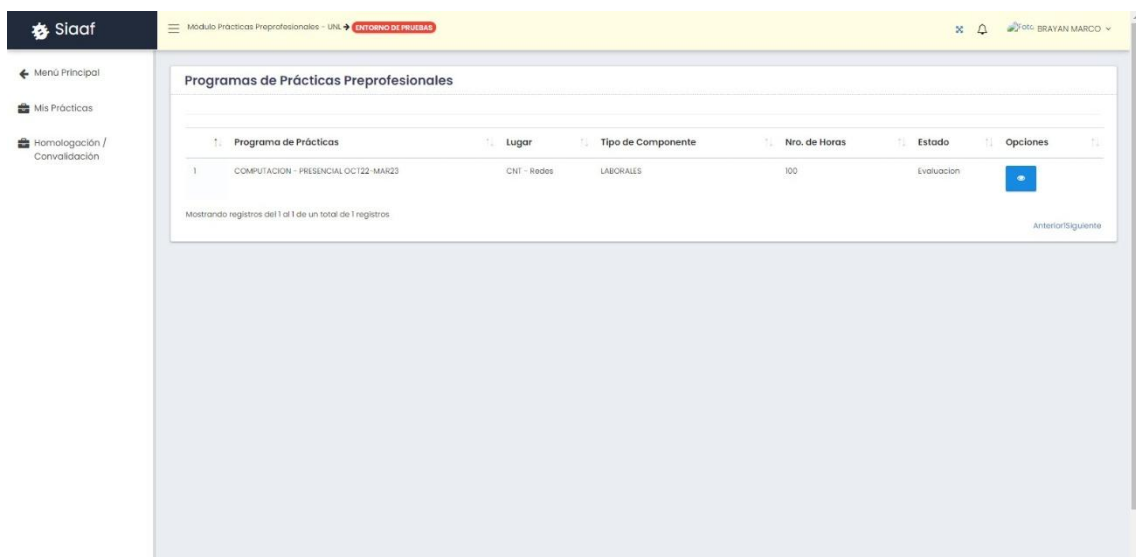 Siaaf
Módulo Prácticas Preprofesionales - UNL → ENTORNO DE PRUEBAS
Foto BRAYAN MARCO
Menú Principal
Mis Prácticas
Homologación /
Convalidación
Programas de Prácticas Preprofesionales
Programa de Prácticas Lugar Tipo de Componente Nro. de Horas Estado Opciones
1 COMPUTACION - PRESENCIAL OCT22-MAR23 CNT - Redes LABORALES 100 Evaluacion
Mostrando registros del 1 al 1 de un total de 1 registros
Anterior1Siguiente